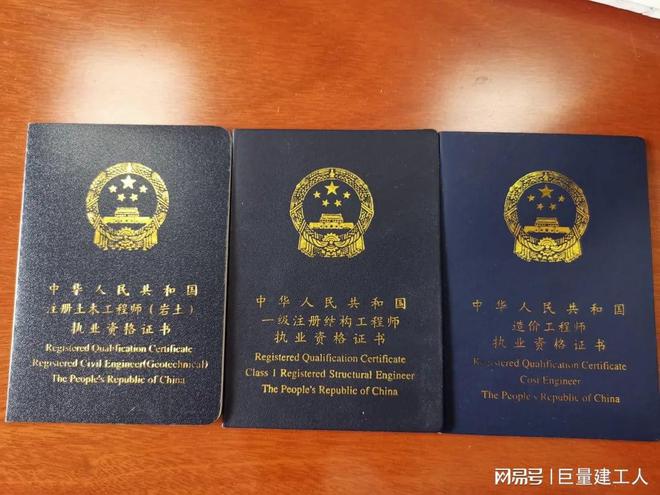 中华人民共和国
注册土木工程师（岩土）
执业资格证书
Registered Qualification Certificate
Registered Civil Engineer(Geotechnical)
The People's Republic of China
中华人民共和国
一级注册结构工程师
执业资格证书
Registered Qualification Certificate
Class 1 Registered Structural Engineer
The People's Republic of China
中华人民共和国
造价工程师
执业资格证书
Registered Qualification Certificate
Cost Engineer
The People's Republic of China
网易号 | 巨量建工人